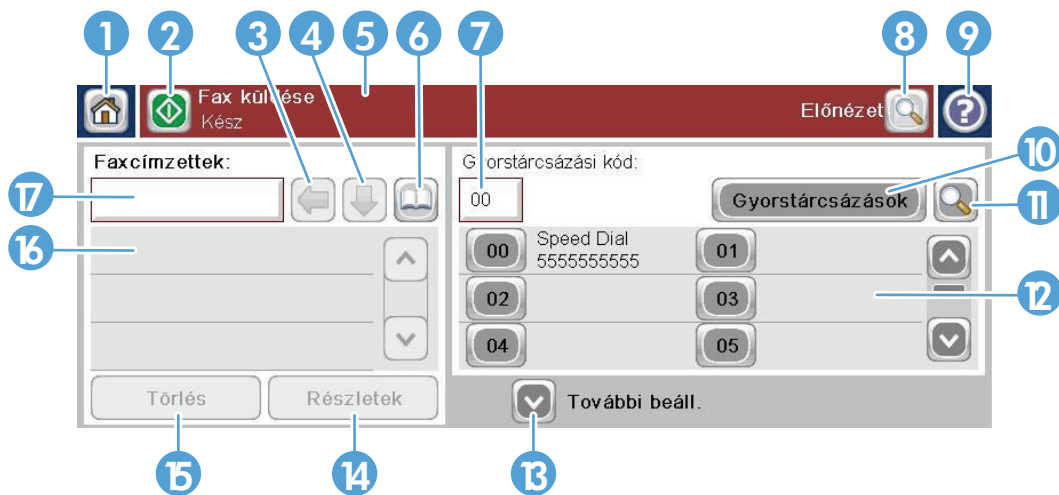 1 2 3 4 5 6 7 8 9
Fax küldése
Kész
Előnézet
Faxcímzettek:
Gyorstárcsázási kód:
10
17
00
Gyorstárcsázások
11
16
00 Speed Dial 01
5555555555
02 03
12
04 05
Törlés Részletek
További beáll.
15 14 13